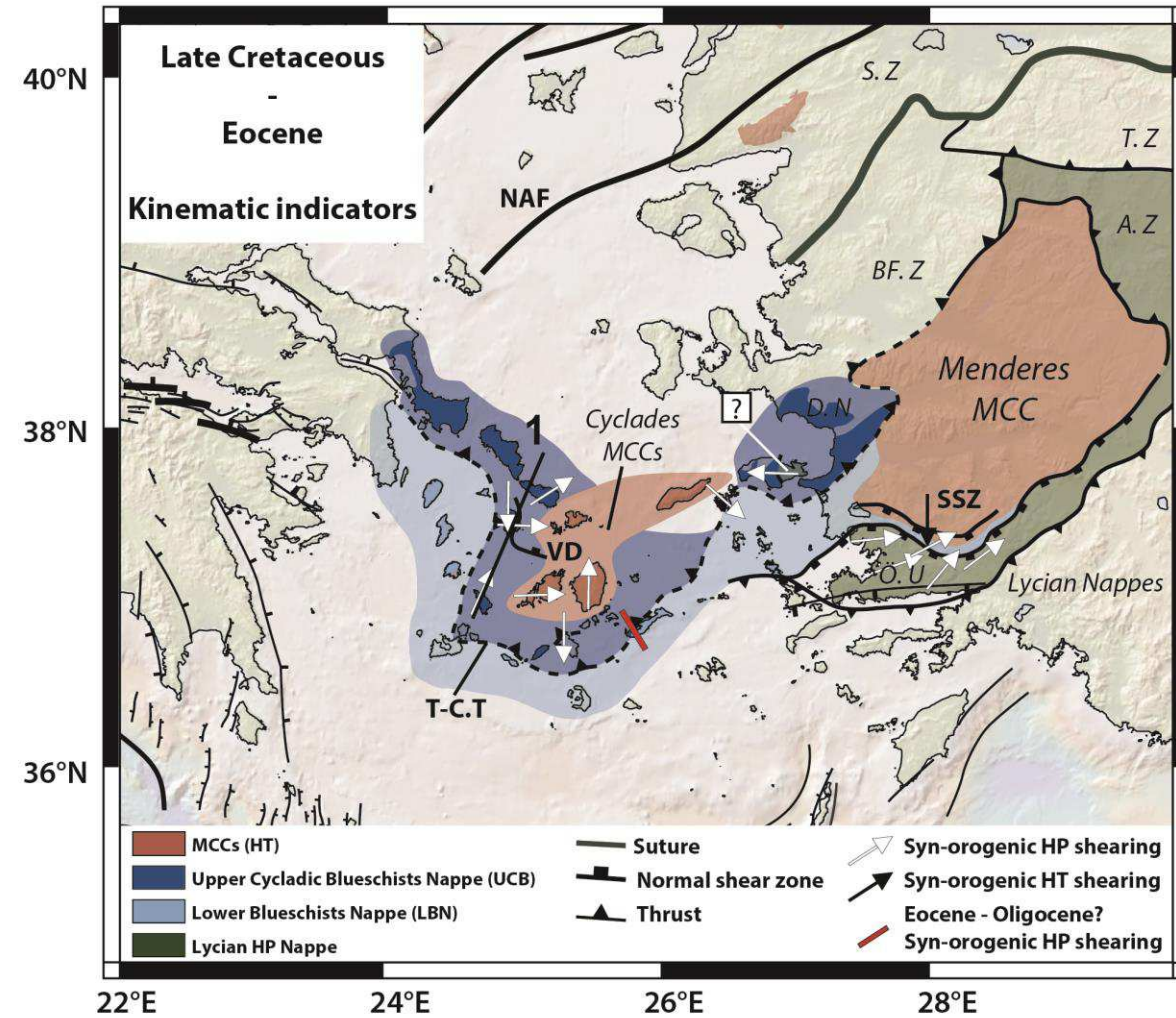 Late Cretaceous
-
Eocene
Kinematic indicators
40°N
38°N
36°N
22°E
24°E
26°E
28°E
S. Z
T. Z
NAF
A. Z
BF. Z
Menderes
MCC
?
D. N
1
Cyclades
MCCs
SSZ
VD
Ö. U
Lycian Nappes
T-C.T
MCCs (HT)
Upper Cycladic Blueschists Nappe (UCB)
Lower Blueschists Nappe (LBN)
Lycian HP Nappe
Suture
Normal shear zone
Thrust
Syn-orogenic HP shearing
Syn-orogenic HT shearing
Eocene - Oligocene?
Syn-orogenic HP shearing